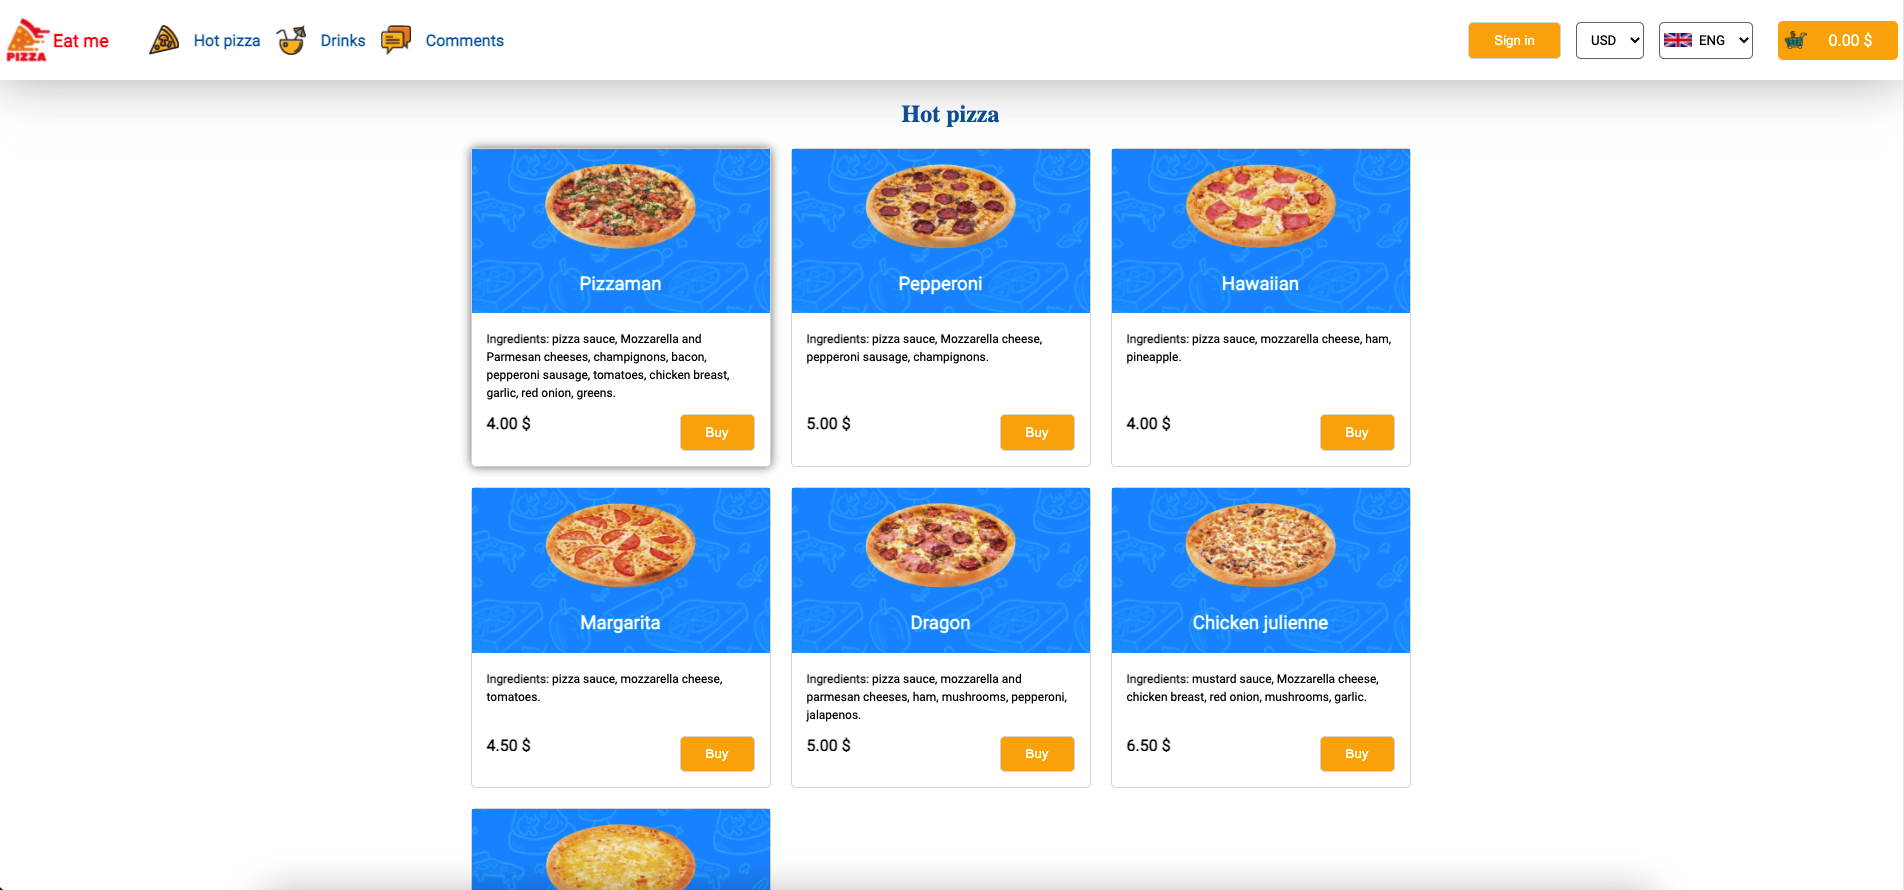 PIZZA
Eat me
Hot pizza
Drinks
Comments
Sign in
USD
ENG
0.00 $
Hot pizza
Pizzaman
Ingredients: pizza sauce, Mozzarella and
Parmesan cheeses, champignons, bacon,
pepperoni sausage, tomatoes, chicken breast,
garlic, red onion, greens.
4.00 $
Buy
Pepperoni
Ingredients: pizza sauce, Mozzarella cheese,
pepperoni sausage, champignons.
5.00 $
Buy
Hawaiian
Ingredients: pizza sauce, mozzarella cheese, ham,
pineapple.
4.00 $
Buy
Margarita
Ingredients: pizza sauce, mozzarella cheese,
tomatoes.
4.50 $
Buy
Dragon
Ingredients: pizza sauce, mozzarella and
parmesan cheeses, ham, mushrooms, pepperoni,
jalapenos.
5.00 $
Buy
Chicken julienne
Ingredients: mustard sauce, Mozzarella cheese,
chicken breast, red onion, mushrooms, garlic.
6.50 $
Buy